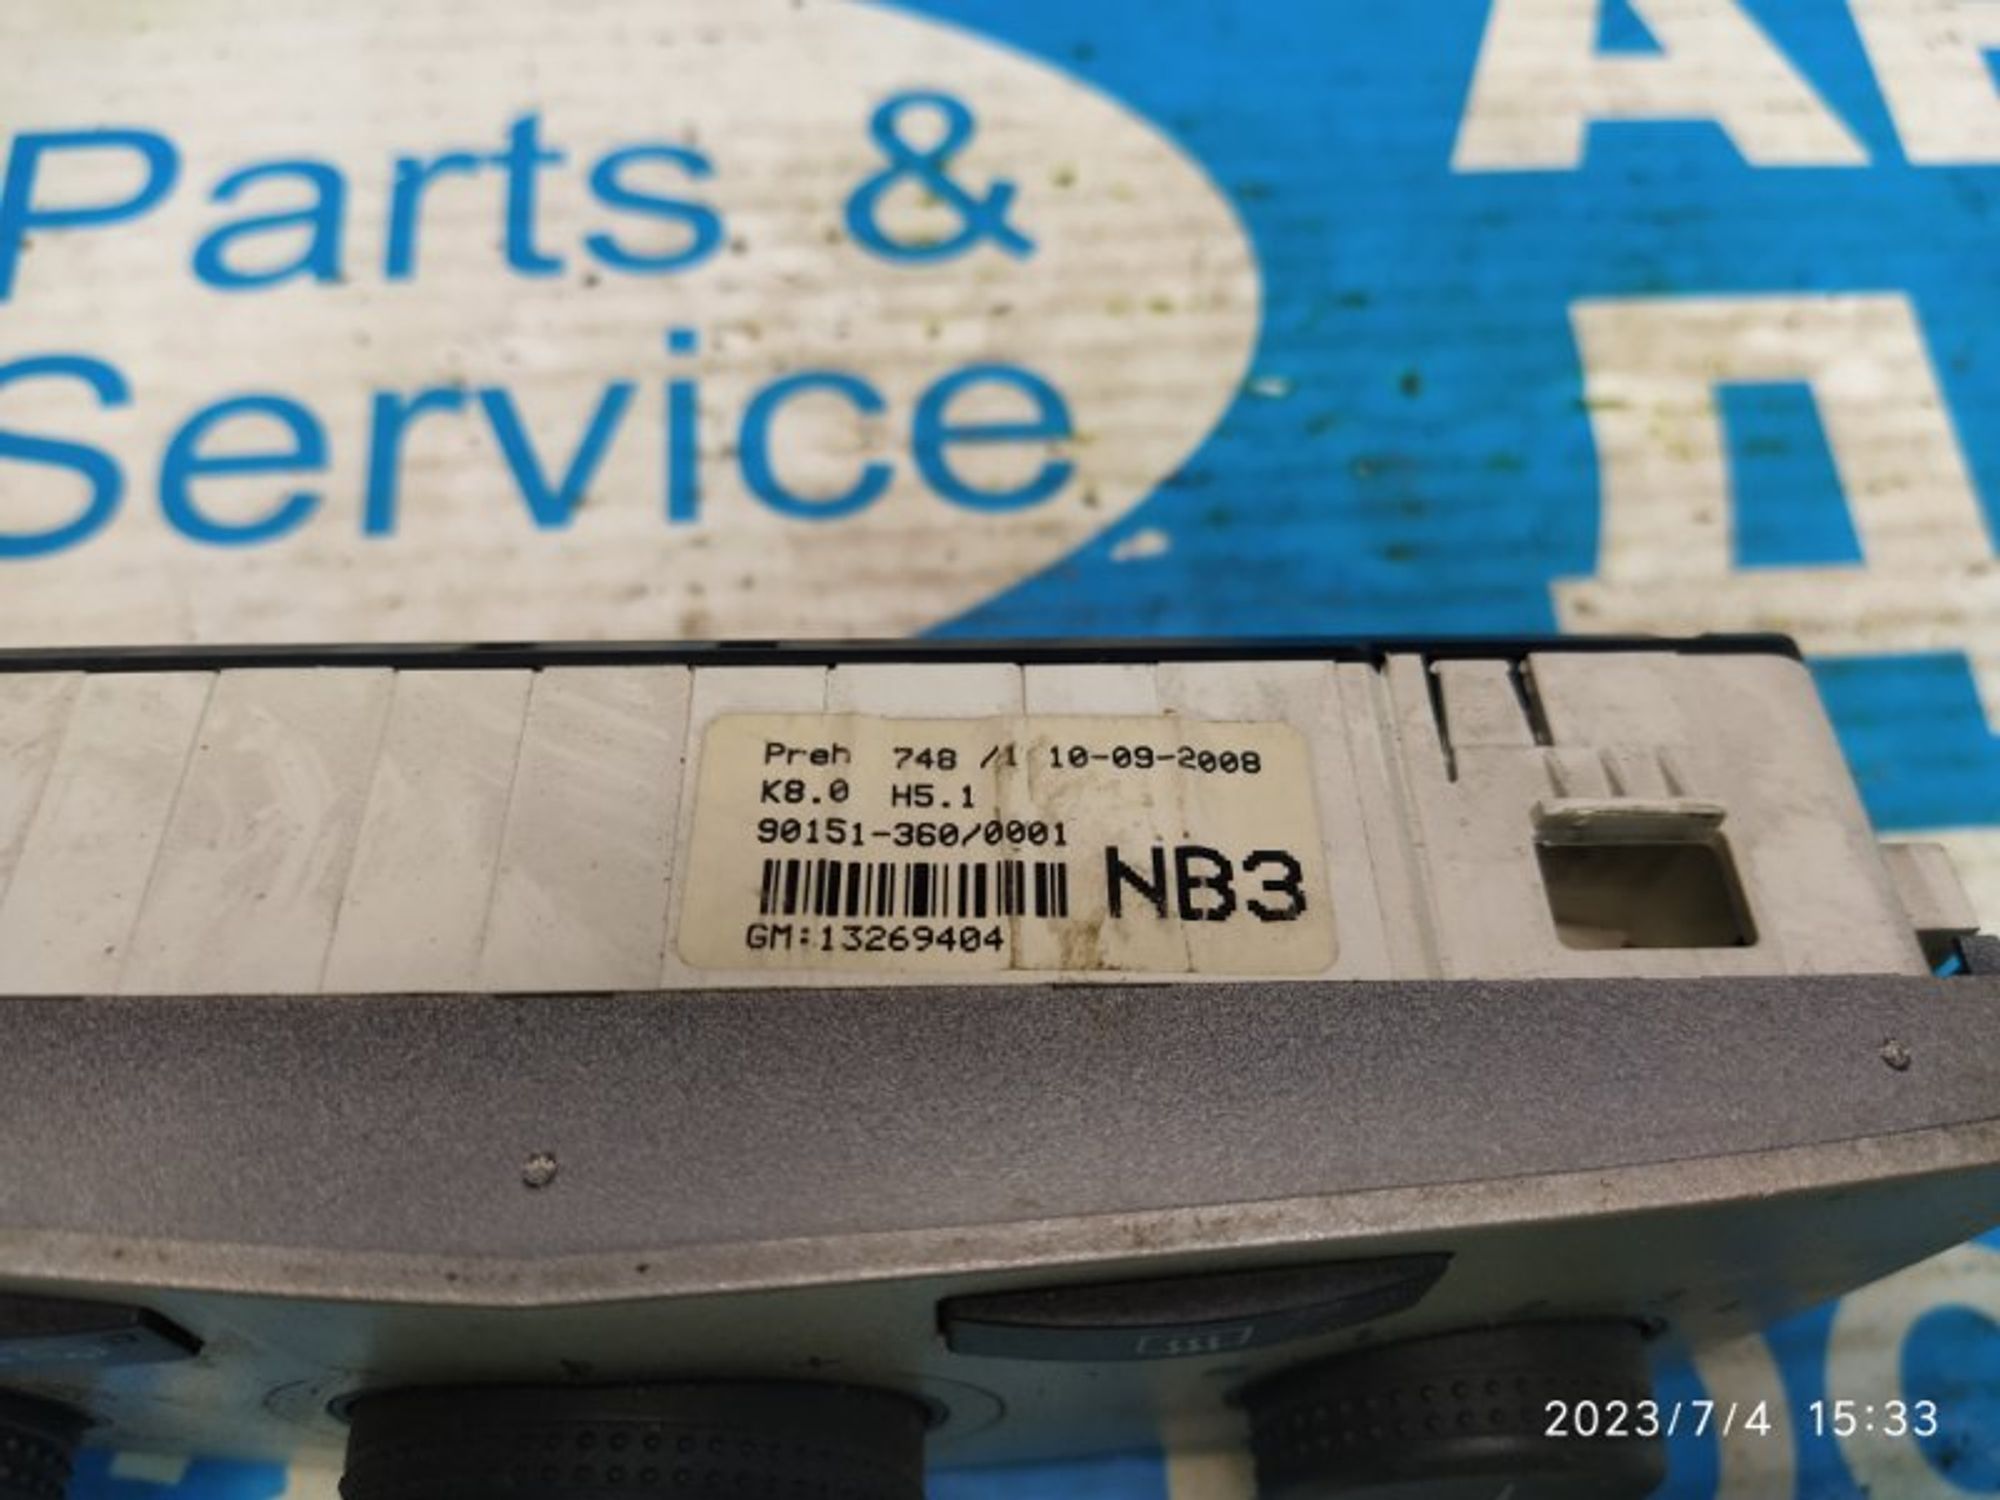 Parts &
Service
Preh 748 /1 10-09-2008
K8.0 H5.1
90151-360/0001
NB3
GM:13269404
2023/7/4 15:33